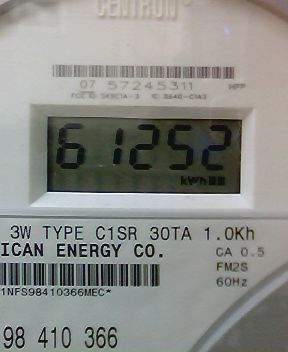 CENTRON®
07 57245311
61252
kWh
3W TYPE C1SR 30TA 1.0Kh
ICAN ENERGY CO.
CA 0.5
FM2S
60Hz
1NFS98410366MEC*
98 410 366